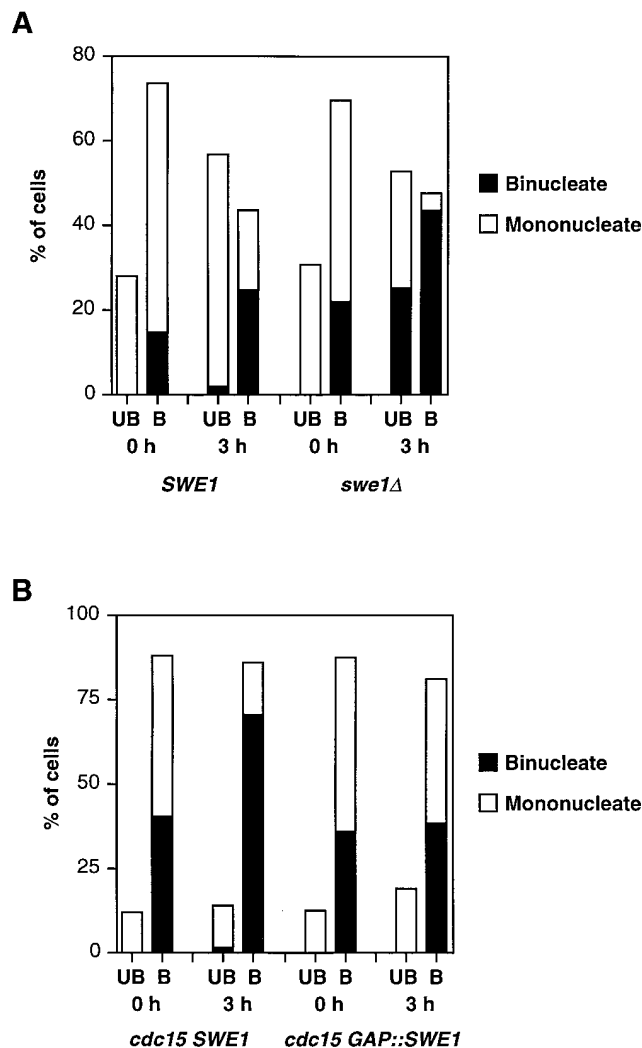 A
80
60
40
20
0
% of cells
Binucleate
Mononucleate
UB B UB B UB B UB B
0 h 3 h 0 h 3 h
SWE1 swe1Δ
B
100
75
50
25
0
% of cells
Binucleate
Mononucleate
UB B UB B UB B UB B
0 h 3 h 0 h 3 h
cdc15 SWE1 cdc15 GAP::SWE1